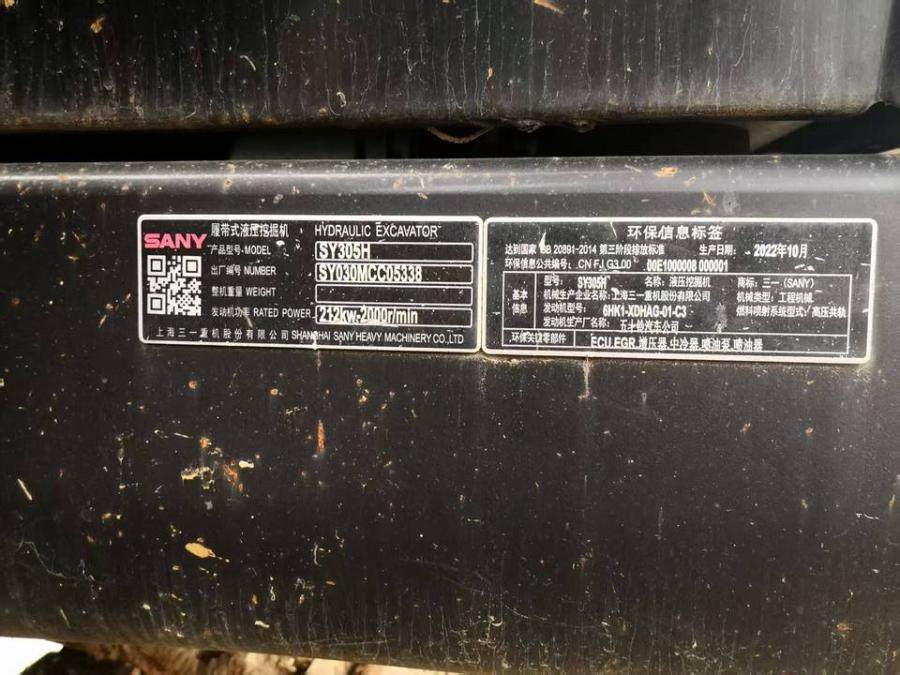 SANY
履带式液压挖掘机 HYDRAULIC EXCAVATOR
产品型号·MODEL SY305H
出厂编号 NUMBER SY030MCC05338
整机重量 WEIGHT
发动机功率 RATED POWER 212kw-2000r/min
上海三一重机股份有限公司 SHANGHAI SANY HEAVY MACHINERY CO.,LTD
环保信息标签
达到国家 GB 20891-2014 第三阶段排放标准 生产日期: 2022年10月
环保信息公共编号: CN FJ G3 00 00E1000008 000001
基本信息
型号: SY305H 名称: 液压挖掘机 商标: 三一 (SANY)
机械生产企业名称: 上海三一重机股份有限公司 机械类型: 工程机械
发动机型号: 6HK1-XDHAG-01-C3 燃料喷射系统型式: 高压共轨
发动机生产厂: 五十铃汽车公司
环保关键零部件 ECU,EGR,增压器,中冷器,喷油泵,喷油器